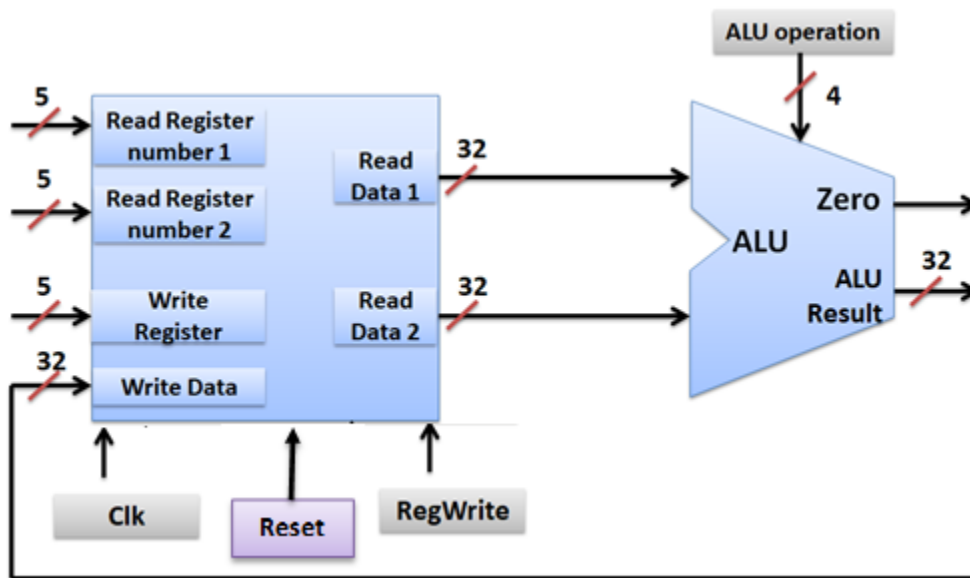 ALU operation
4
5
Read Register
number 1
5
Read Register
number 2
5
Write
Register
32
Write Data
Read
Data 1
32
Read
Data 2
32
ALU
Zero
ALU
Result
32
Clk
Reset
RegWrite